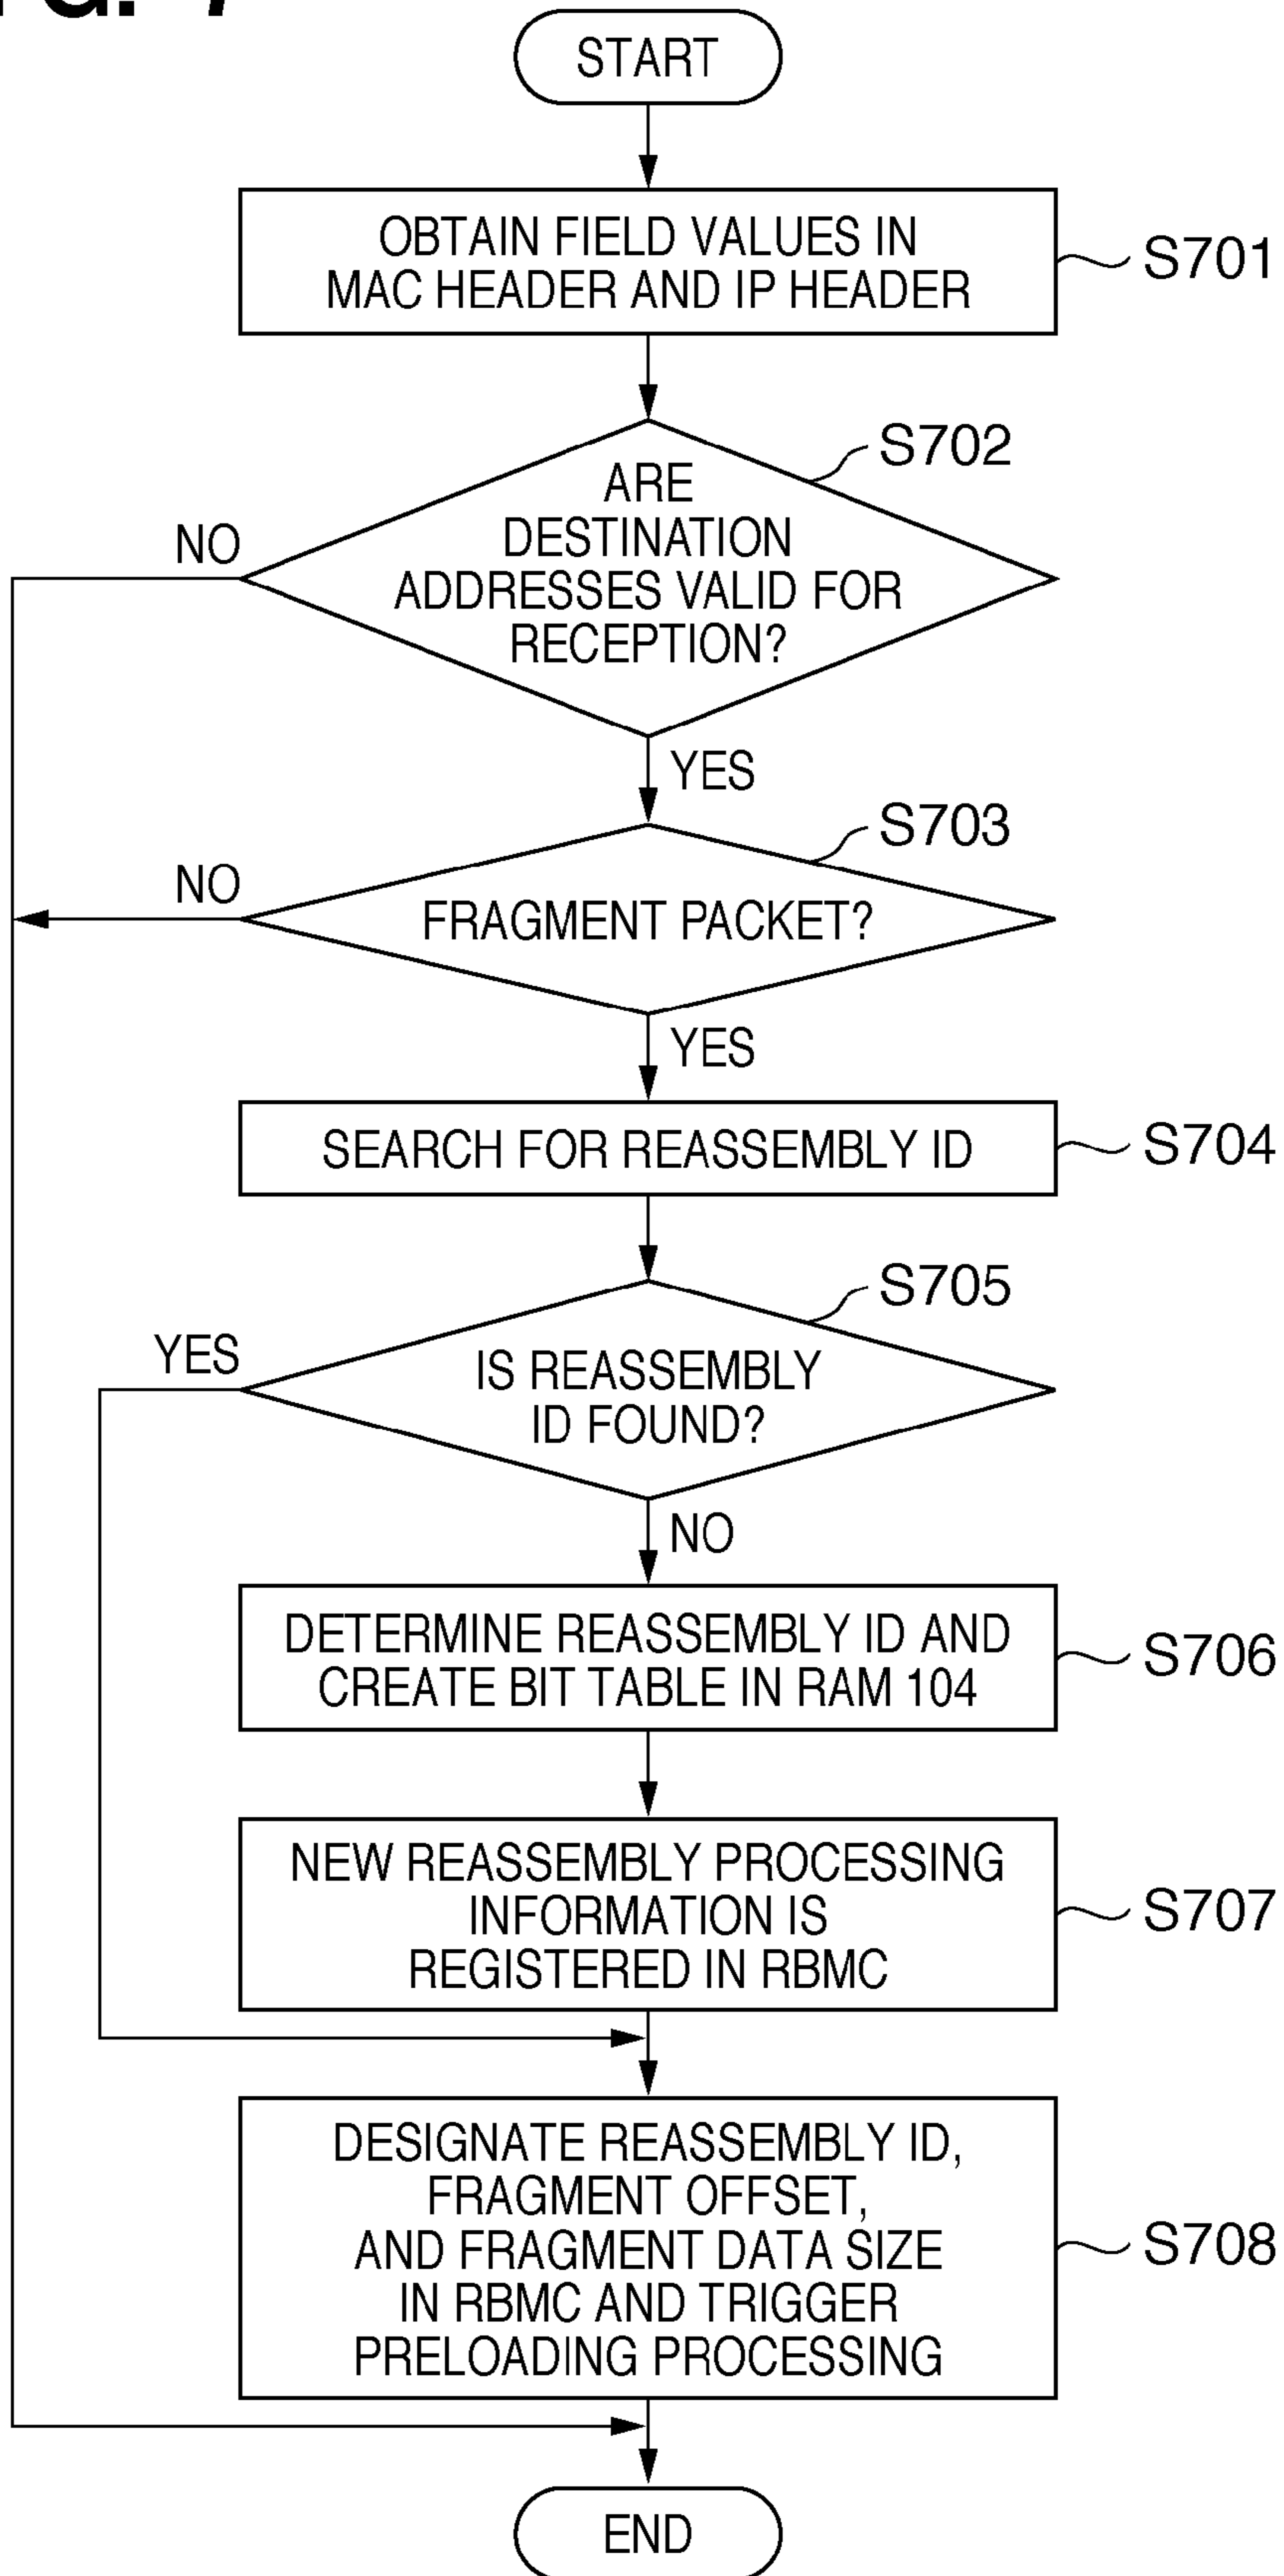 START
OBTAIN FIELD VALUES IN
MAC HEADER AND IP HEADER
S701
S702
ARE
DESTINATION
ADDRESSES VALID FOR
RECEPTION?
NO
YES
S703
NO
FRAGMENT PACKET?
YES
SEARCH FOR REASSEMBLY ID
S704
S705
YES
IS REASSEMBLY
ID FOUND?
NO
DETERMINE REASSEMBLY ID AND
CREATE BIT TABLE IN RAM 104
S706
NEW REASSEMBLY PROCESSING
INFORMATION IS
REGISTERED IN RBMC
S707
DESIGNATE REASSEMBLY ID,
FRAGMENT OFFSET,
AND FRAGMENT DATA SIZE
IN RBMC AND TRIGGER
PRELOADING PROCESSING
S708
END